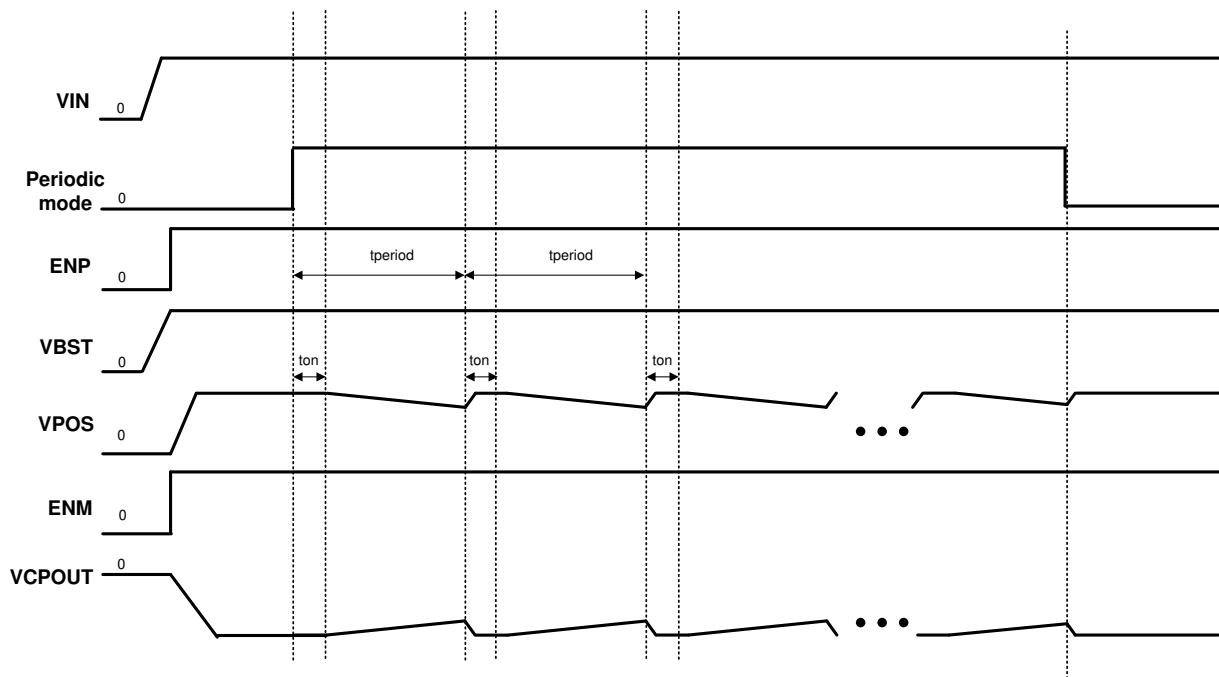 VIN
0
Periodic
mode
0
ENP
0
tperiod
tperiod
VBST
0
ton
ton
ton
VPOS
0
ENM
0
VCPOUT
0